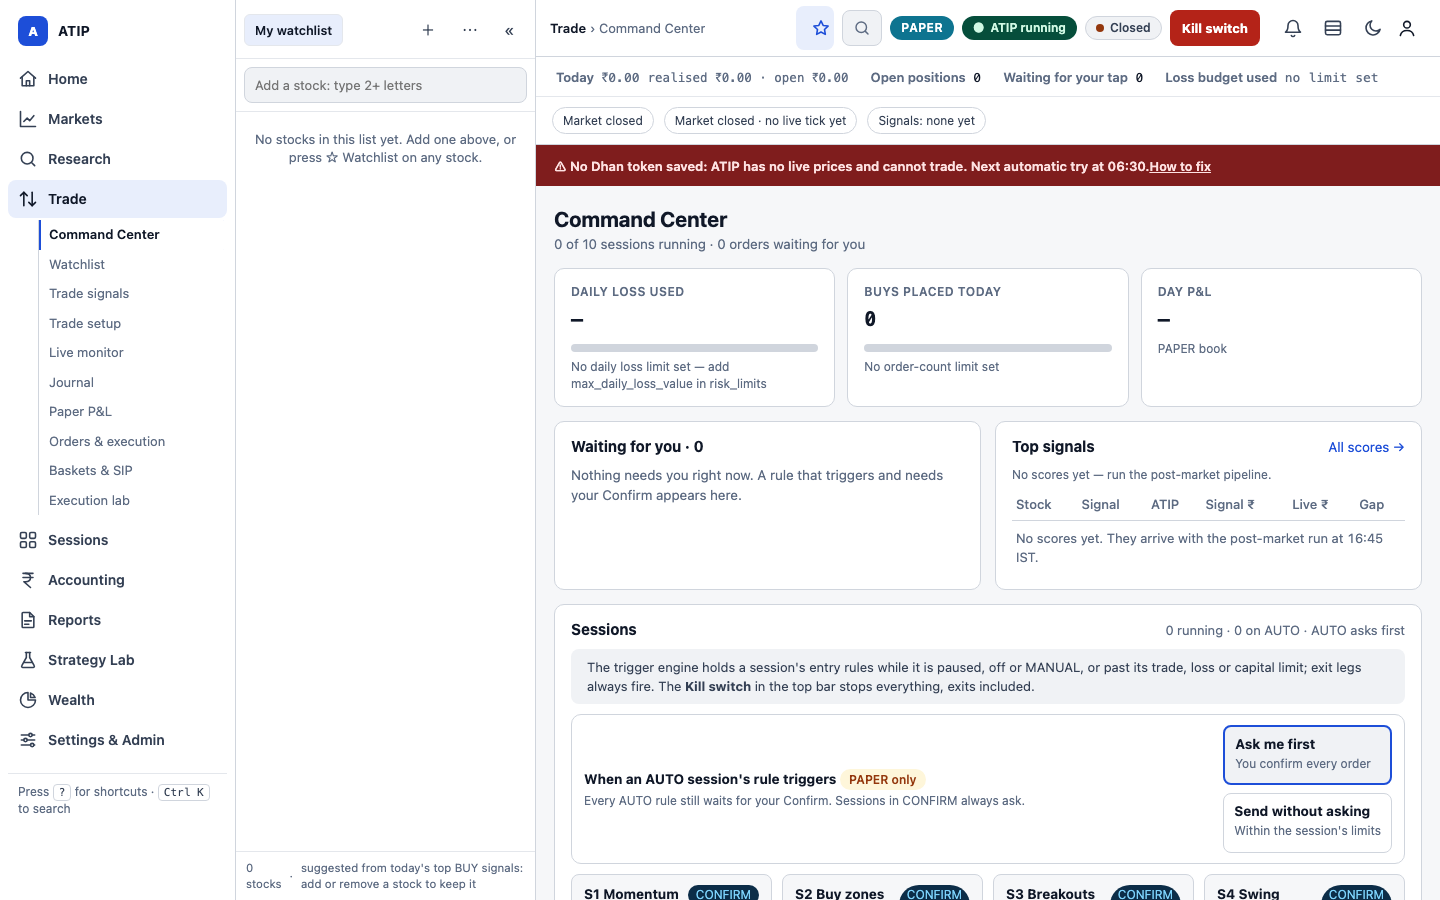 A ATIP
Home
Markets
Research
Trade
Command Center
Watchlist
Trade signals
Trade setup
Live monitor
Journal
Paper P&L
Orders & execution
Baskets & SIP
Execution lab
Sessions
Accounting
Reports
Strategy Lab
Wealth
Settings & Admin
Press ? for shortcuts · Ctrl K
to search
My watchlist + ··· «
Add a stock: type 2+ letters
No stocks in this list yet. Add one above, or
press ☆ Watchlist on any stock.
0 stocks · suggested from today's top BUY signals:
add or remove a stock to keep it
Trade › Command Center
PAPER
ATIP running
Closed
Kill switch
Today ₹0.00 realised ₹0.00 · open ₹0.00 Open positions 0 Waiting for your tap 0 Loss budget used no limit set
Market closed
Market closed · no live tick yet
Signals: none yet
⚠ No Dhan token saved: ATIP has no live prices and cannot trade. Next automatic try at 06:30.How to fix
Command Center
0 of 10 sessions running · 0 orders waiting for you
DAILY LOSS USED
—
No daily loss limit set — add
max_daily_loss_value in risk_limits
BUYS PLACED TODAY
0
No order-count limit set
DAY P&L
—
PAPER book
Waiting for you · 0
Nothing needs you right now. A rule that triggers and needs
your Confirm appears here.
Top signals
All scores →
No scores yet — run the post-market pipeline.
Stock Signal ATIP Signal ₹ Live ₹ Gap
No scores yet. They arrive with the post-market run at 16:45
IST.
Sessions
0 running · 0 on AUTO · AUTO asks first
The trigger engine holds a session's entry rules while it is paused, off or MANUAL, or past its trade, loss or capital limit; exit legs
always fire. The Kill switch in the top bar stops everything, exits included.
When an AUTO session's rule triggers PAPER only
Every AUTO rule still waits for your Confirm. Sessions in CONFIRM always ask.
Ask me first
You confirm every order
Send without asking
Within the session's limits
S1 Momentum CONFIRM
S2 Buy zones CONFIRM
S3 Breakouts CONFIRM
S4 Swing CONFIRM